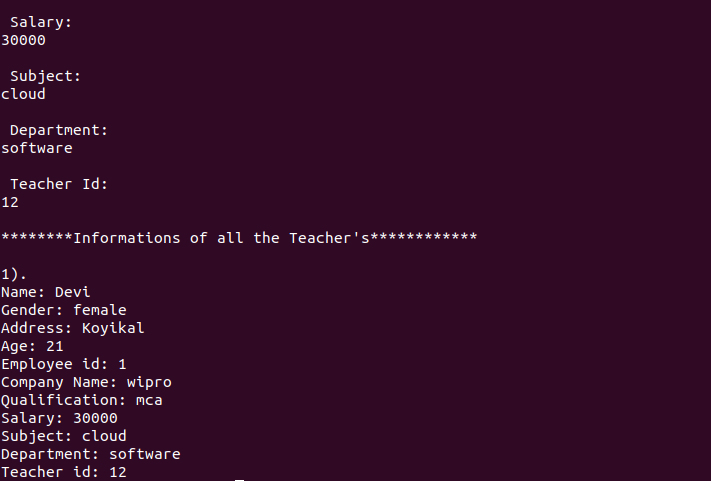 Salary:
30000
Subject:
cloud
Department:
software
Teacher Id:
12
********Informations of all the Teacher's************
1).
Name: Devi
Gender: female
Address: Koyikal
Age: 21
Employee id: 1
Company Name: wipro
Qualification: mca
Salary: 30000
Subject: cloud
Department: software
Teacher id: 12